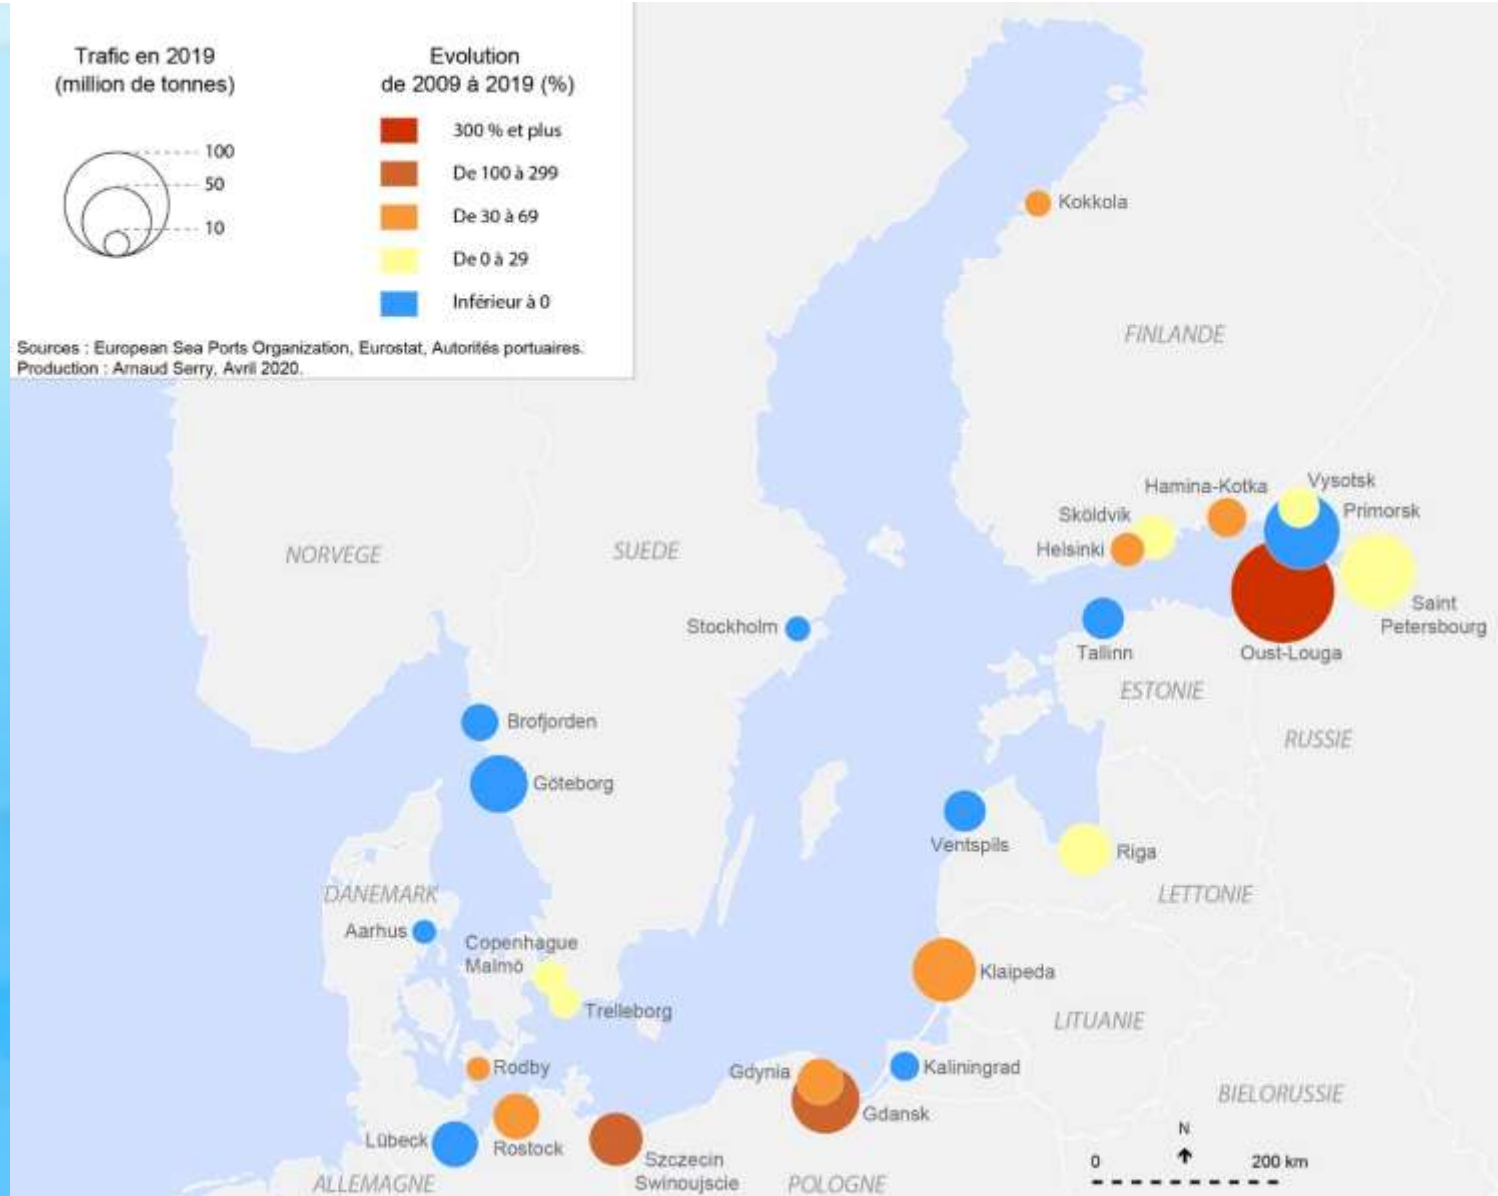 Trafic en 2019
(million de tonnes)
100
50
10
Evolution
de 2009 à 2019 (%)
300 % et plus
De 100 à 299
De 30 à 69
De 0 à 29
Inférieur à 0
Sources : European Sea Ports Organization, Eurostat, Autorités portuaires.
Production : Arnaud Serry, Avril 2020.
Kokkola
FINLANDE
Vysotsk
Hamina-Kotka
Primorsk
Sköldvik
Helsinki
NORVEGE
SUEDE
Saint
Petersbourg
Stockholm
Tallinn
Oust-Louga
ESTONIE
Brofjorden
RUSSIE
Göteborg
Ventspils
Riga
DANEMARK
LETTONIE
Aarhus
Copenhague
Malmö
Klaipeda
Trelleborg
LITUANIE
Rodby
Gdynia
Kaliningrad
BIELORUSSIE
Gdansk
Lübeck
Rostock
Szczecin
Swinoujscie
ALLEMAGNE
POLOGNE
N
0
200 km